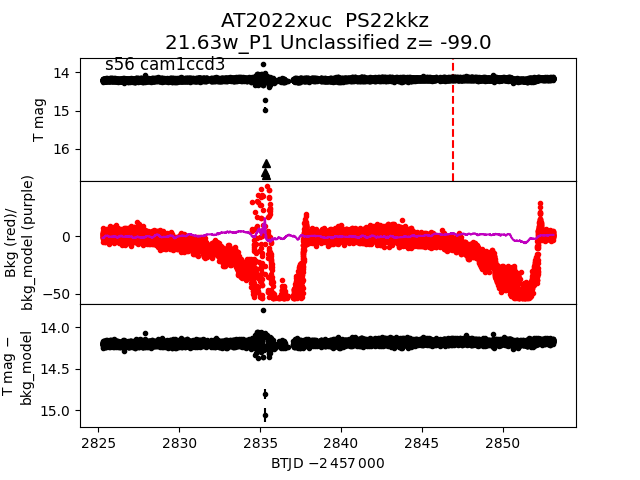 AT2022xuc  PS22kkz
21.63w_P1 Unclassified z= -99.0
s56 cam1ccd3
14
15
16
T mag
0
−50
Bkg (red)/
bkg_model (purple)
14.0
14.5
15.0
T mag −
bkg_model
2825
2830
2835
2840
2845
2850
BTJD −2 457 000